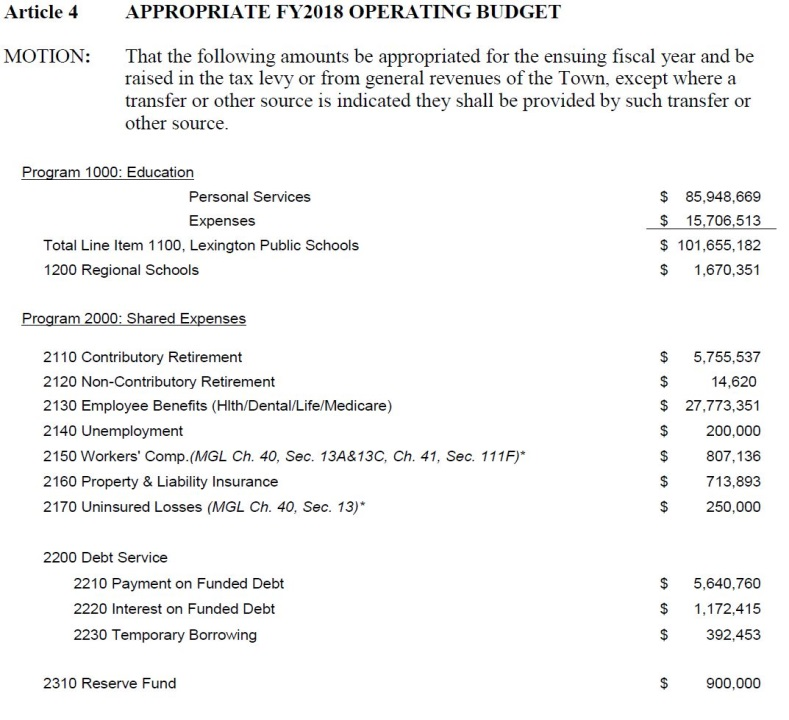 Article 4 APPROPRIATE FY2018 OPERATING BUDGET
MOTION: That the following amounts be appropriated for the ensuing fiscal year and be
raised in the tax levy or from general revenues of the Town, except where a
transfer or other source is indicated they shall be provided by such transfer or
other source.
Program 1000: Education
Personal Services $ 85,948,669
Expenses $ 15,706,513
Total Line Item 1100, Lexington Public Schools $ 101,655,182
1200 Regional Schools $ 1,670,351
Program 2000: Shared Expenses
2110 Contributory Retirement $ 5,755,537
2120 Non-Contributory Retirement $ 14,620
2130 Employee Benefits (Hlth/Dental/Life/Medicare) $ 27,773,351
2140 Unemployment $ 200,000
2150 Workers' Comp.(MGL Ch. 40, Sec. 13A&13C, Ch. 41, Sec. 111F)* $ 807,136
2160 Property & Liability Insurance $ 713,893
2170 Uninsured Losses (MGL Ch. 40, Sec. 13)* $ 250,000
2200 Debt Service
2210 Payment on Funded Debt $ 5,640,760
2220 Interest on Funded Debt $ 1,172,415
2230 Temporary Borrowing $ 392,453
2310 Reserve Fund $ 900,000